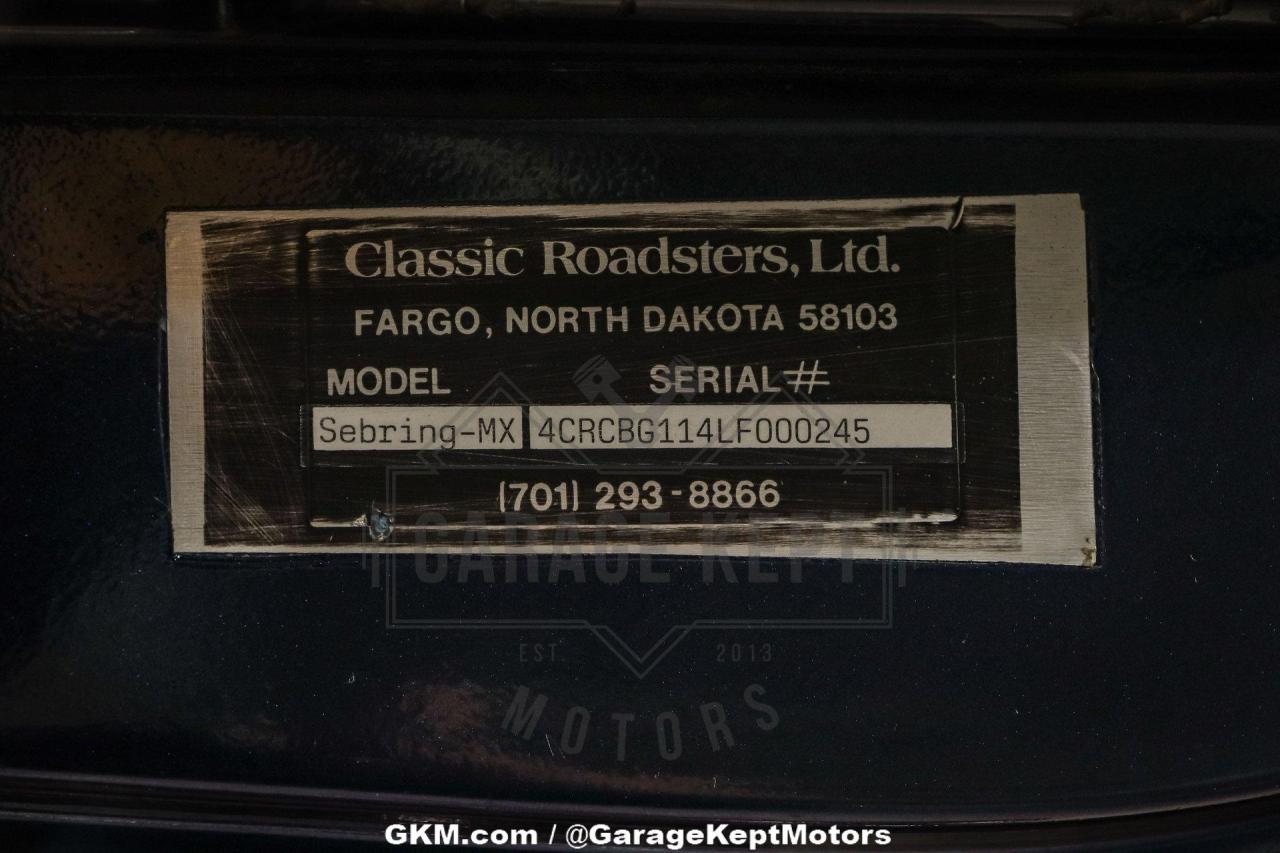 Classic Roadsters, Ltd.
FARGO, NORTH DAKOTA 58103
MODEL SERIAL #
Sebring-MX 4CRCBG114LF000245
(701) 293-8866
GARAGE KEPT
EST. 2013
MOTORS
GKM.com / @GarageKeptMotors